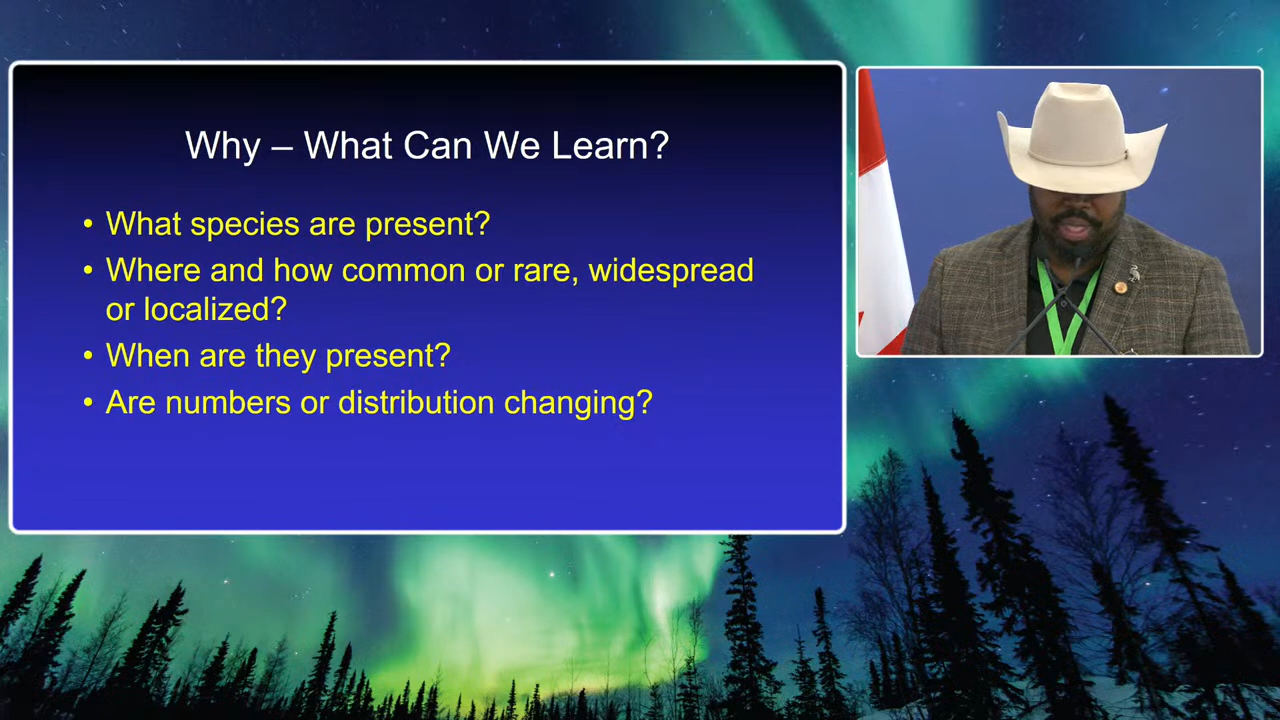 Why – What Can We Learn?
• What species are present?
• Where and how common or rare, widespread
or localized?
• When are they present?
• Are numbers or distribution changing?